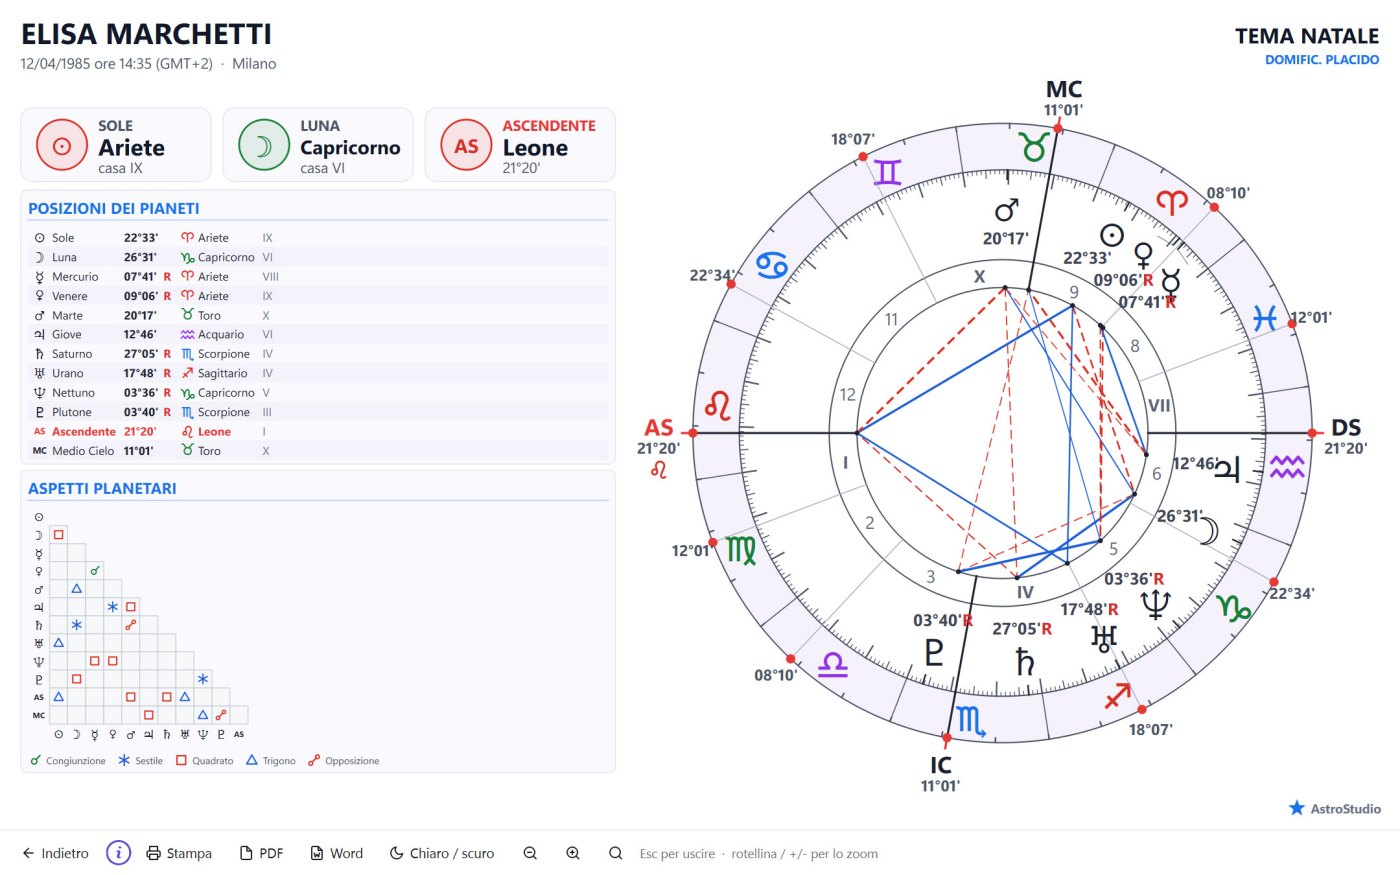 ELISA MARCHETTI
12/04/1985 ore 14:35 (GMT+2) · Milano
TEMA NATALE
DOMIFIC. PLACIDO
SOLE
Ariete
casa IX
LUNA
Capricorno
casa VI
AS
ASCENDENTE
Leone
21°20'
POSIZIONI DEI PIANETI
☉ Sole 22°33' ♈ Ariete IX
☽ Luna 26°31' ♑ Capricorno VI
☿ Mercurio 07°41' R ♈ Ariete VIII
♀ Venere 09°06' R ♈ Ariete IX
♂ Marte 20°17' ♉ Toro X
♃ Giove 12°46' ♒ Acquario VI
♄ Saturno 27°05' R ♏ Scorpione IV
♅ Urano 17°48' R ♐ Sagittario IV
♆ Nettuno 03°36' R ♑ Capricorno V
♇ Plutone 03°40' R ♏ Scorpione III
AS Ascendente 21°20' ♌ Leone I
MC Medio Cielo 11°01' ♉ Toro X
ASPETTI PLANETARI
☉
☽
☿
♀
♂
♃
♄
♅
♆
♇
AS
MC
☉ ☽ ☿ ♀ ♂ ♃ ♄ ♅ ♆ ♇ AS
Congiunzione Sestile Quadrato Trigono Opposizione
MC
11°01'
18°07'
08°10'
22°34'
12°01'
20°17'
22°33'
09°06'R
07°41'R
X
9
11
8
12
VII
AS
21°20'
DS
21°20'
I
6
12°46'
2
26°31'
12°01'
5
3
IV
03°36'R
22°34'
03°40'R
17°48'R
27°05'R
08°10'
18°07'
IC
11°01'
AstroStudio
Indietro
i
Stampa
PDF
Word
Chiaro / scuro
Esc per uscire · rotellina / +/- per lo zoom